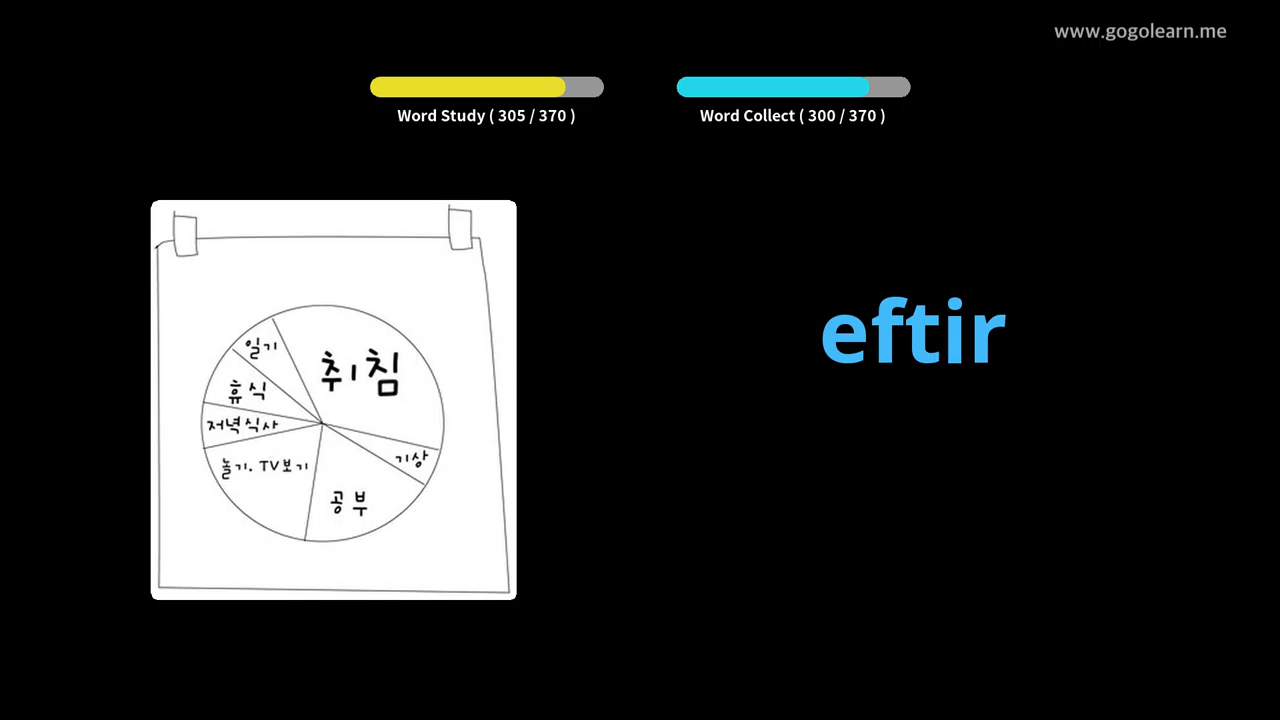 www.gogolearn.me
Word Study ( 305 / 370 )
Word Collect ( 300 / 370 )
eftir
일기
취침
휴식
저녁식사
놀기. TV보기
기상
공부